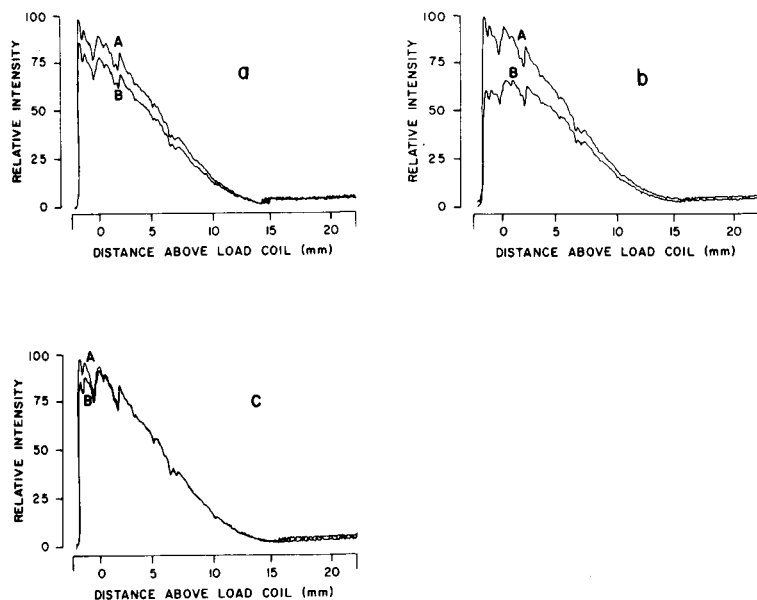 100
75
50
25
0
RELATIVE INTENSITY
A
B
a
0 5 10 15 20
DISTANCE ABOVE LOAD COIL (mm)
100
75
50
25
0
RELATIVE INTENSITY
A
B
b
0 5 10 15 20
DISTANCE ABOVE LOAD COIL (mm)
100
75
50
25
0
RELATIVE INTENSITY
A
B
c
0 5 10 15 20
DISTANCE ABOVE LOAD COIL (mm)